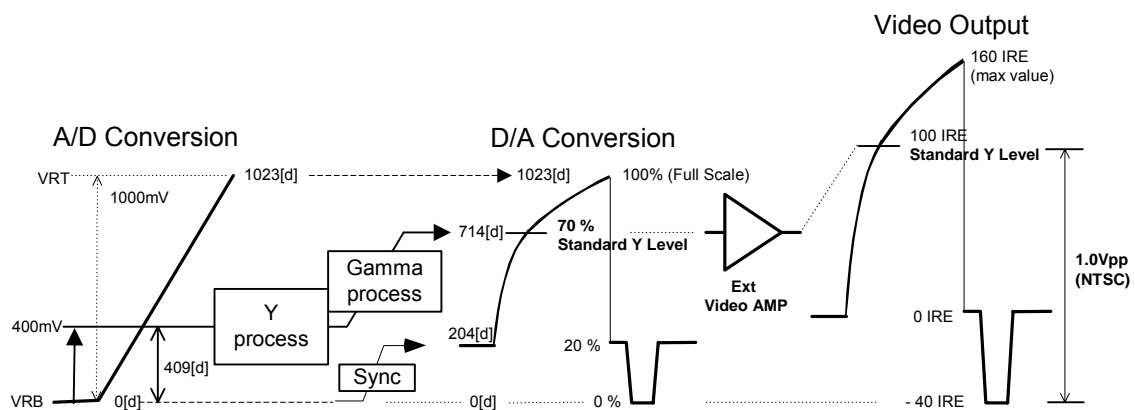 Video Output
160 IRE
(max value)
A/D Conversion
D/A Conversion
100 IRE
Standard Y Level
VRT
1000mV
1023[d]
1023[d]
100% (Full Scale)
714[d]
70 %
Standard Y Level
Gamma
process
Ext
Video AMP
1.0Vpp
(NTSC)
Y
process
400mV
409[d]
204[d]
20 %
0 IRE
Sync
VRB
0[d]
0[d]
0 %
- 40 IRE